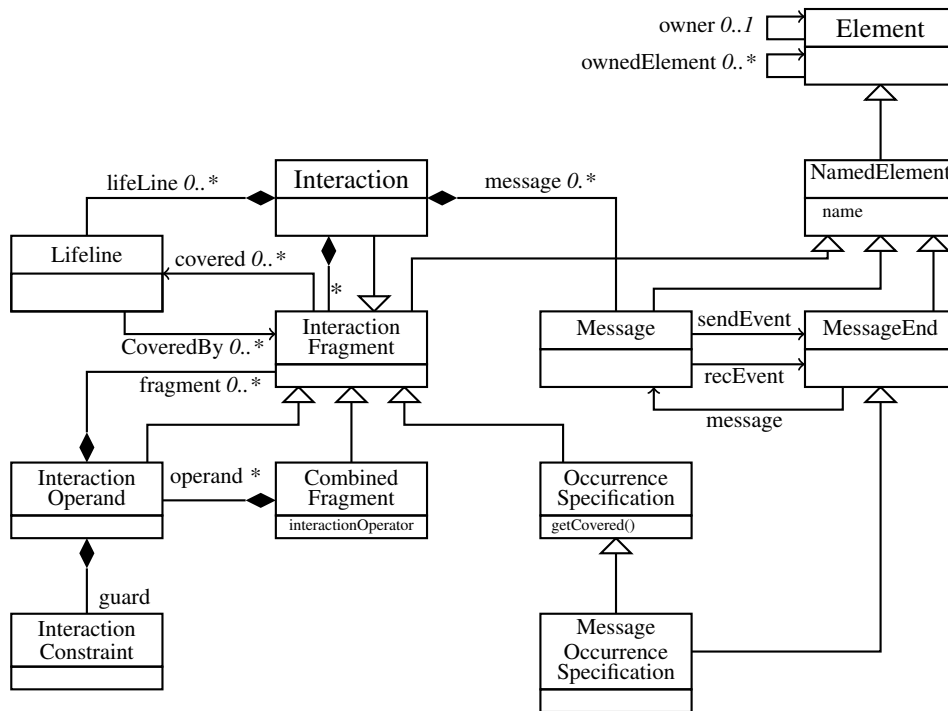 owner 0..1
Element
ownedElement 0..*
lifeLine 0..*
Interaction
message 0.*
NamedElement
name
Lifeline
covered 0..*
*
CoveredBy 0..*
Interaction
Fragment
Message
sendEvent
MessageEnd
recEvent
fragment 0..*
message
Interaction
Operand
operand *
Combined
Fragment
interactionOperator
Occurrence
Specification
getCovered()
guard
Interaction
Constraint
Message
Occurrence
Specification